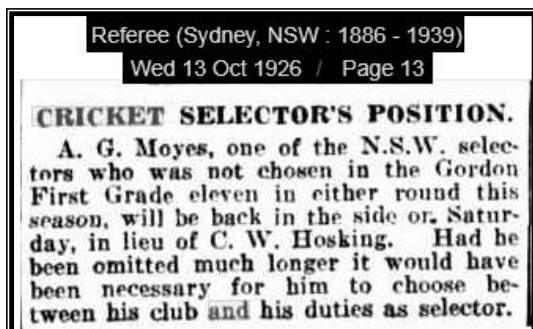 Referee (Sydney, NSW : 1886 - 1939)
Wed 13 Oct 1926 / Page 13
CRICKET SELECTOR'S POSITION.
A. G. Moyes, one of the N.S.W. selec-
tors who was not chosen in the Gordon
First Grade eleven in either round this
season, will be back in the side or. Satur-
day, in lieu of C. W. Hosking. Had he
been omitted much longer it would have
been necessary for him to choose be-
tween his club and his duties as selector.